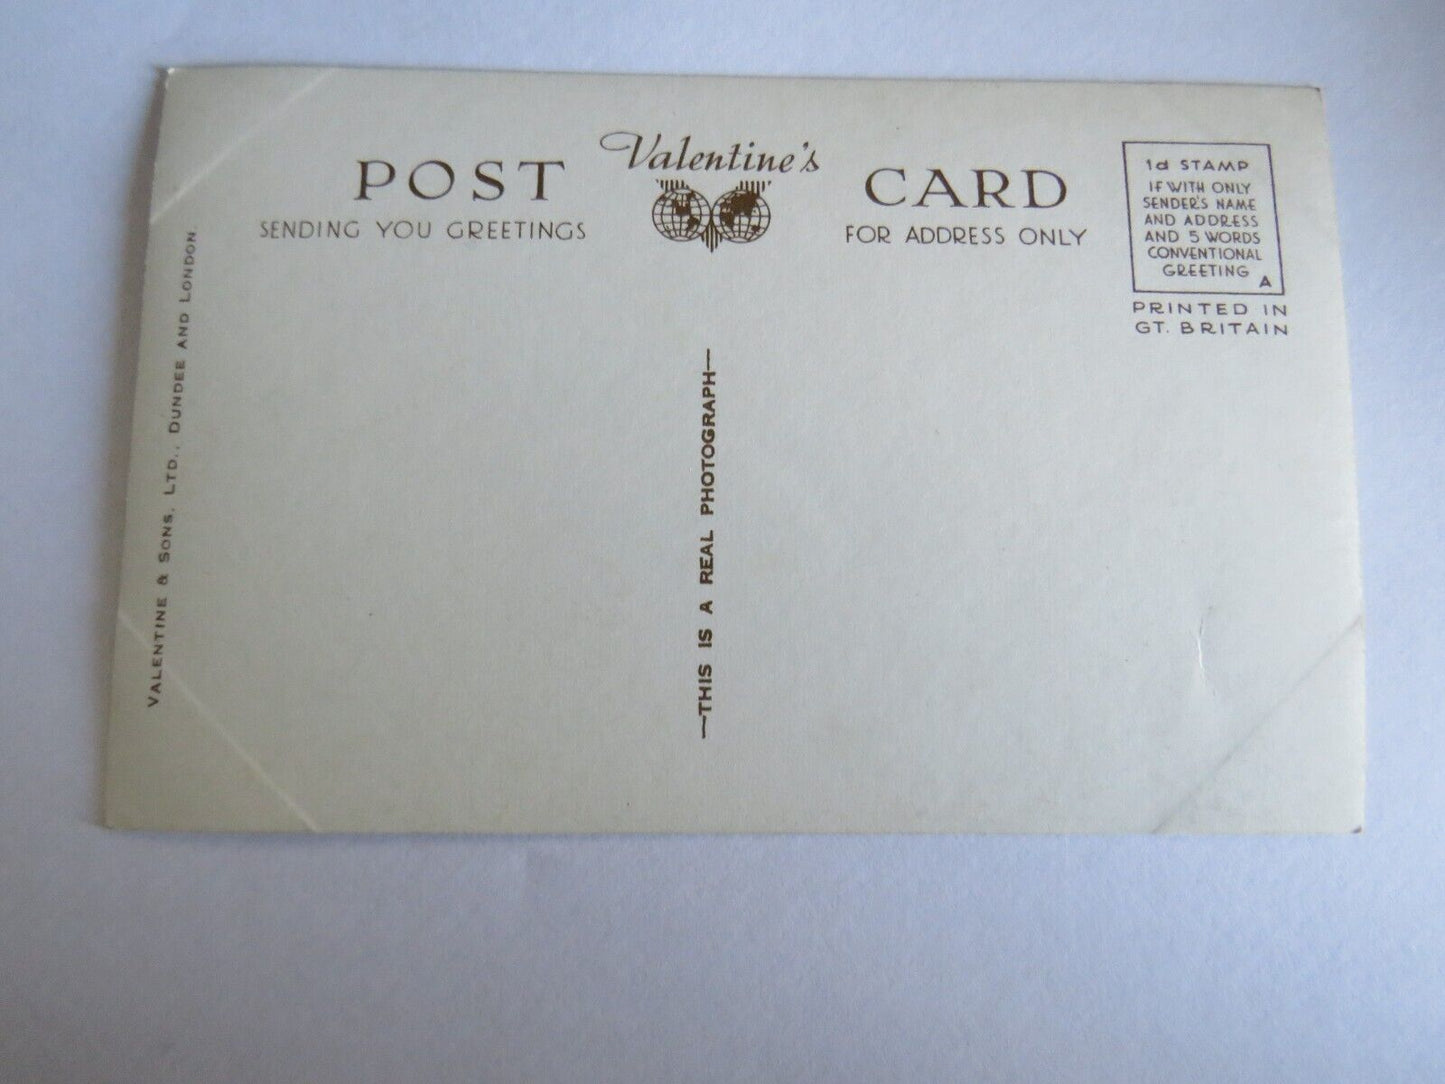 Valentine's
POST CARD
SENDING YOU GREETINGS
FOR ADDRESS ONLY
1d STAMP
IF WITH ONLY
SENDER'S NAME
AND ADDRESS
AND 5 WORDS
CONVENTIONAL
GREETING
A
PRINTED IN
GT. BRITAIN
VALENTINE & SONS, LTD., DUNDEE AND LONDON
—THIS IS A REAL PHOTOGRAPH—